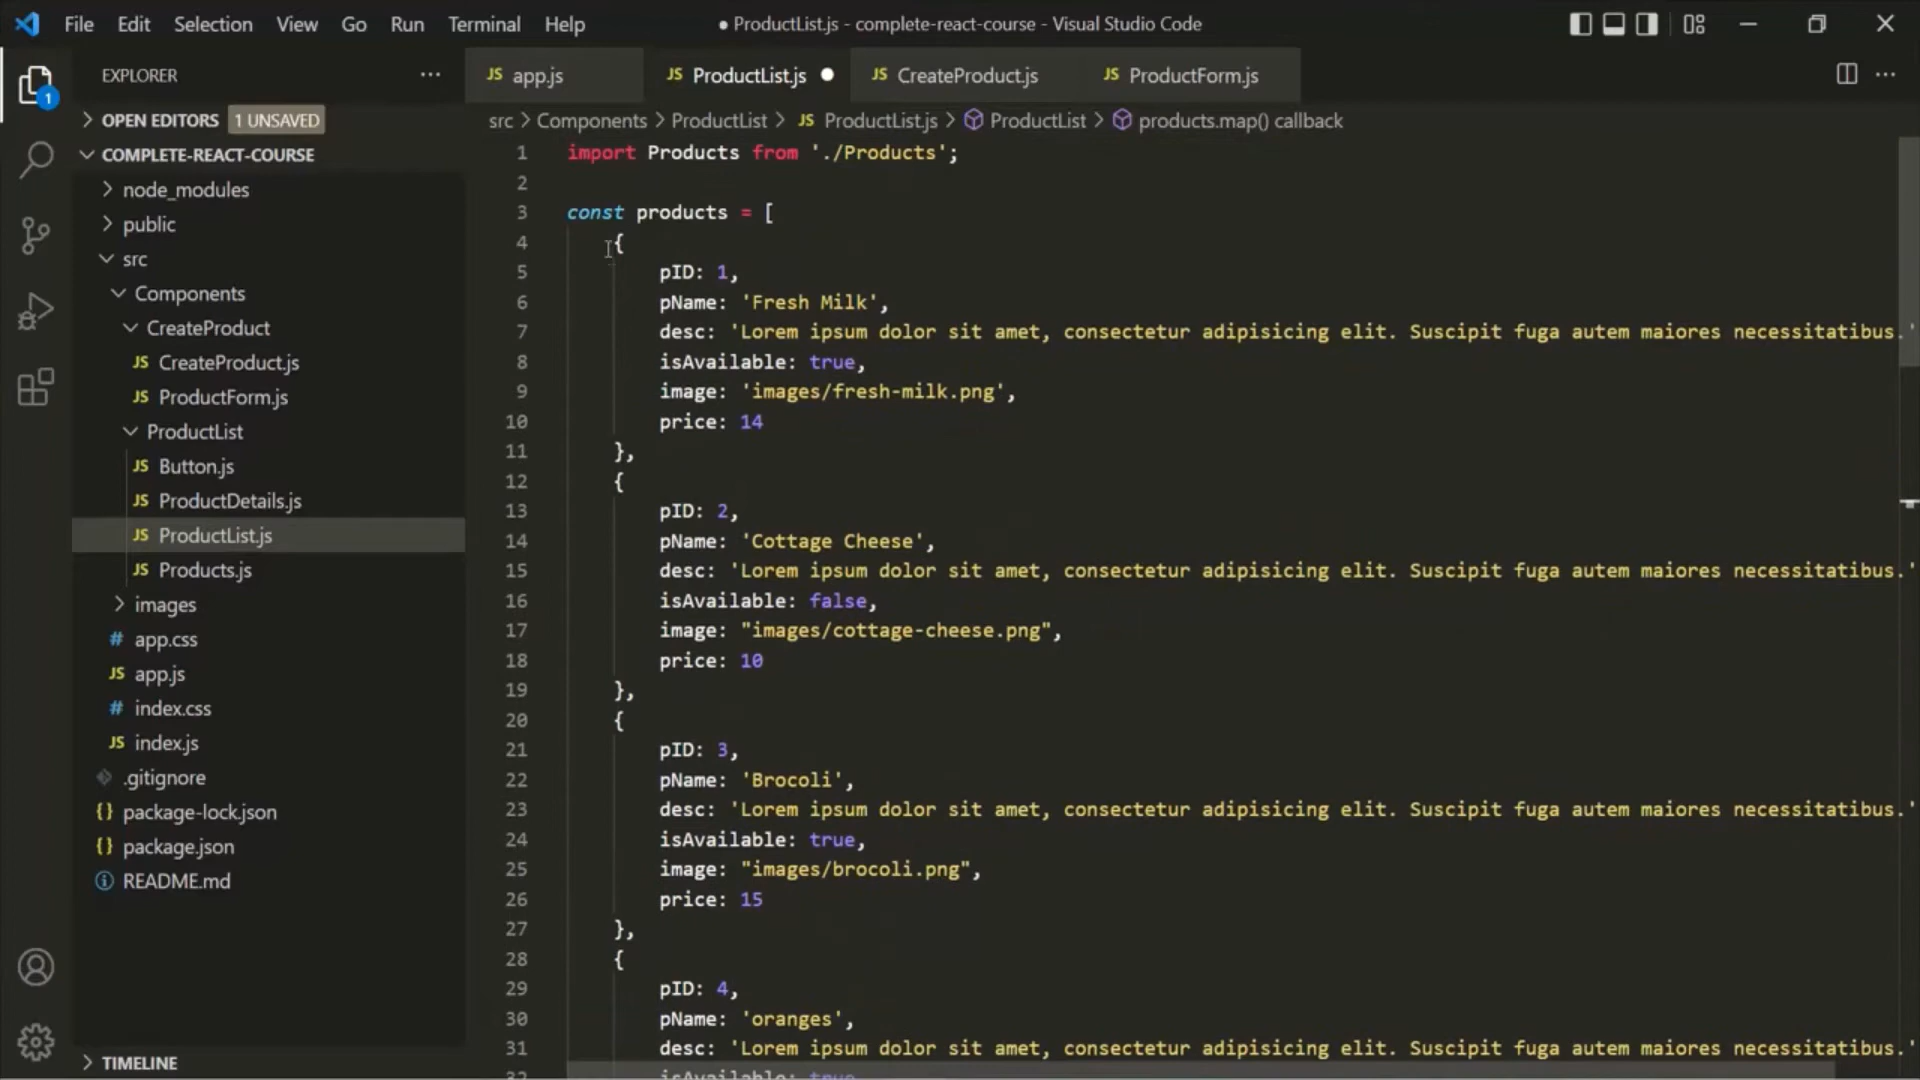 File Edit Selection View Go Run Terminal Help ● ProductList.js - complete-react-course - Visual Studio Code
EXPLORER ···
JS app.js JS ProductList.js ● JS CreateProduct.js JS ProductForm.js
1
OPEN EDITORS 1 UNSAVED
COMPLETE-REACT-COURSE
node_modules
public
src
Components
CreateProduct
JS CreateProduct.js
JS ProductForm.js
ProductList
JS Button.js
JS ProductDetails.js
JS ProductList.js
JS Products.js
images
# app.css
JS app.js
# index.css
JS index.js
.gitignore
{} package-lock.json
{} package.json
README.md
TIMELINE
src > Components > ProductList > JS ProductList.js > ProductList > products.map() callback
1 import Products from './Products';
2
3 const products = [
4 {
5 pID: 1,
6 pName: 'Fresh Milk',
7 desc: 'Lorem ipsum dolor sit amet, consectetur adipisicing elit. Suscipit fuga autem maiores necessitatibus.'
8 isAvailable: true,
9 image: 'images/fresh-milk.png',
10 price: 14
11 },
12 {
13 pID: 2,
14 pName: 'Cottage Cheese',
15 desc: 'Lorem ipsum dolor sit amet, consectetur adipisicing elit. Suscipit fuga autem maiores necessitatibus.'
16 isAvailable: false,
17 image: "images/cottage-cheese.png",
18 price: 10
19 },
20 {
21 pID: 3,
22 pName: 'Brocoli',
23 desc: 'Lorem ipsum dolor sit amet, consectetur adipisicing elit. Suscipit fuga autem maiores necessitatibus.'
24 isAvailable: true,
25 image: "images/brocoli.png",
26 price: 15
27 },
28 {
29 pID: 4,
30 pName: 'oranges',
31 desc: 'Lorem ipsum dolor sit amet, consectetur adipisicing elit. Suscipit fuga autem maiores necessitatibus.'
32 isAvailable: true